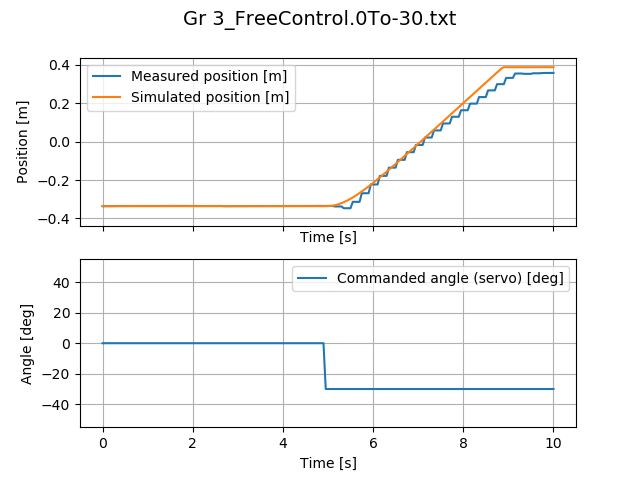 Gr 3_FreeControl.0To-30.txt
Measured position [m]
Simulated position [m]
Position [m]
0.4
0.2
0.0
−0.2
−0.4
Time [s]
Commanded angle (servo) [deg]
Angle [deg]
40
20
0
−20
−40
0 2 4 6 8 10
Time [s]